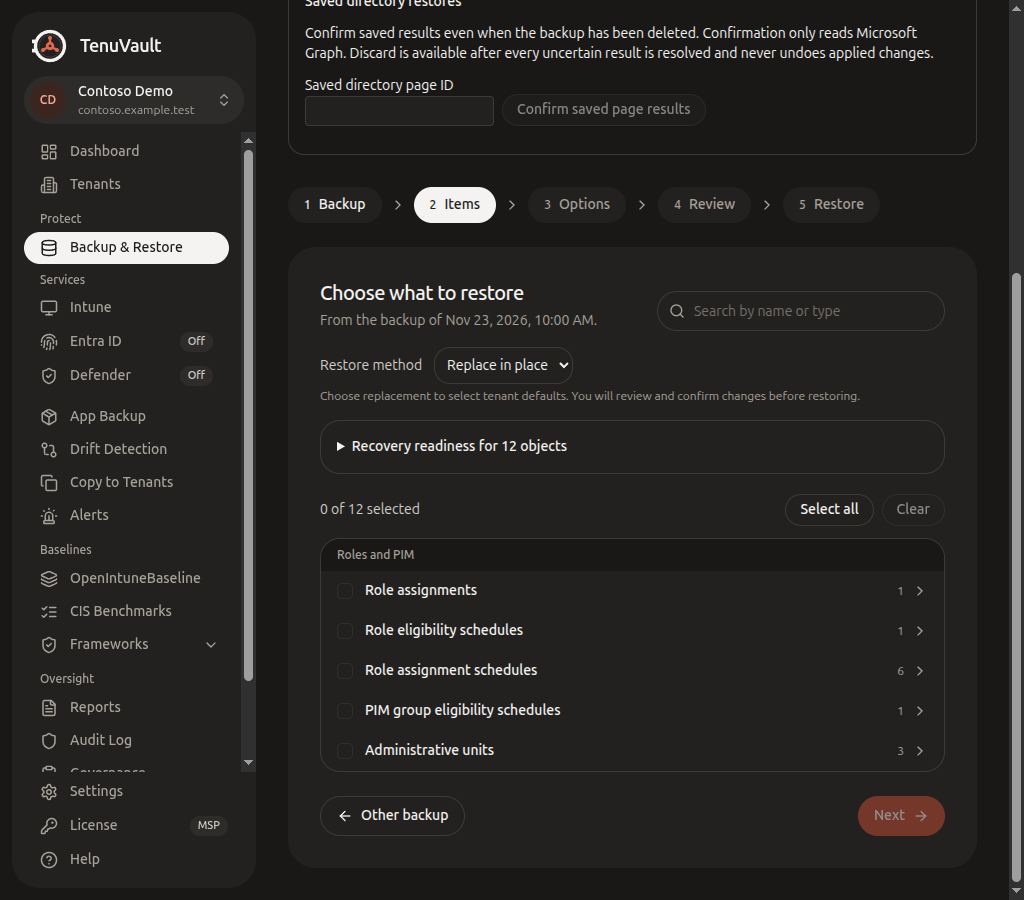 TenuVault
CD
Contoso Demo
contoso.example.test
Dashboard
Tenants
Protect
Backup & Restore
Services
Intune
Entra ID
Off
Defender
Off
App Backup
Drift Detection
Copy to Tenants
Alerts
Baselines
OpenIntuneBaseline
CIS Benchmarks
Frameworks
Oversight
Reports
Audit Log
Governance
Settings
License
MSP
Help
Saved directory restores
Confirm saved results even when the backup has been deleted. Confirmation only reads Microsoft
Graph. Discard is available after every uncertain result is resolved and never undoes applied changes.
Saved directory page ID
Confirm saved page results
1 Backup
2 Items
3 Options
4 Review
5 Restore
Choose what to restore
From the backup of Nov 23, 2026, 10:00 AM.
Search by name or type
Restore method
Replace in place
Choose replacement to select tenant defaults. You will review and confirm changes before restoring.
Recovery readiness for 12 objects
0 of 12 selected
Select all
Clear
Roles and PIM
Role assignments 1
Role eligibility schedules 1
Role assignment schedules 6
PIM group eligibility schedules 1
Administrative units 3
Other backup
Next